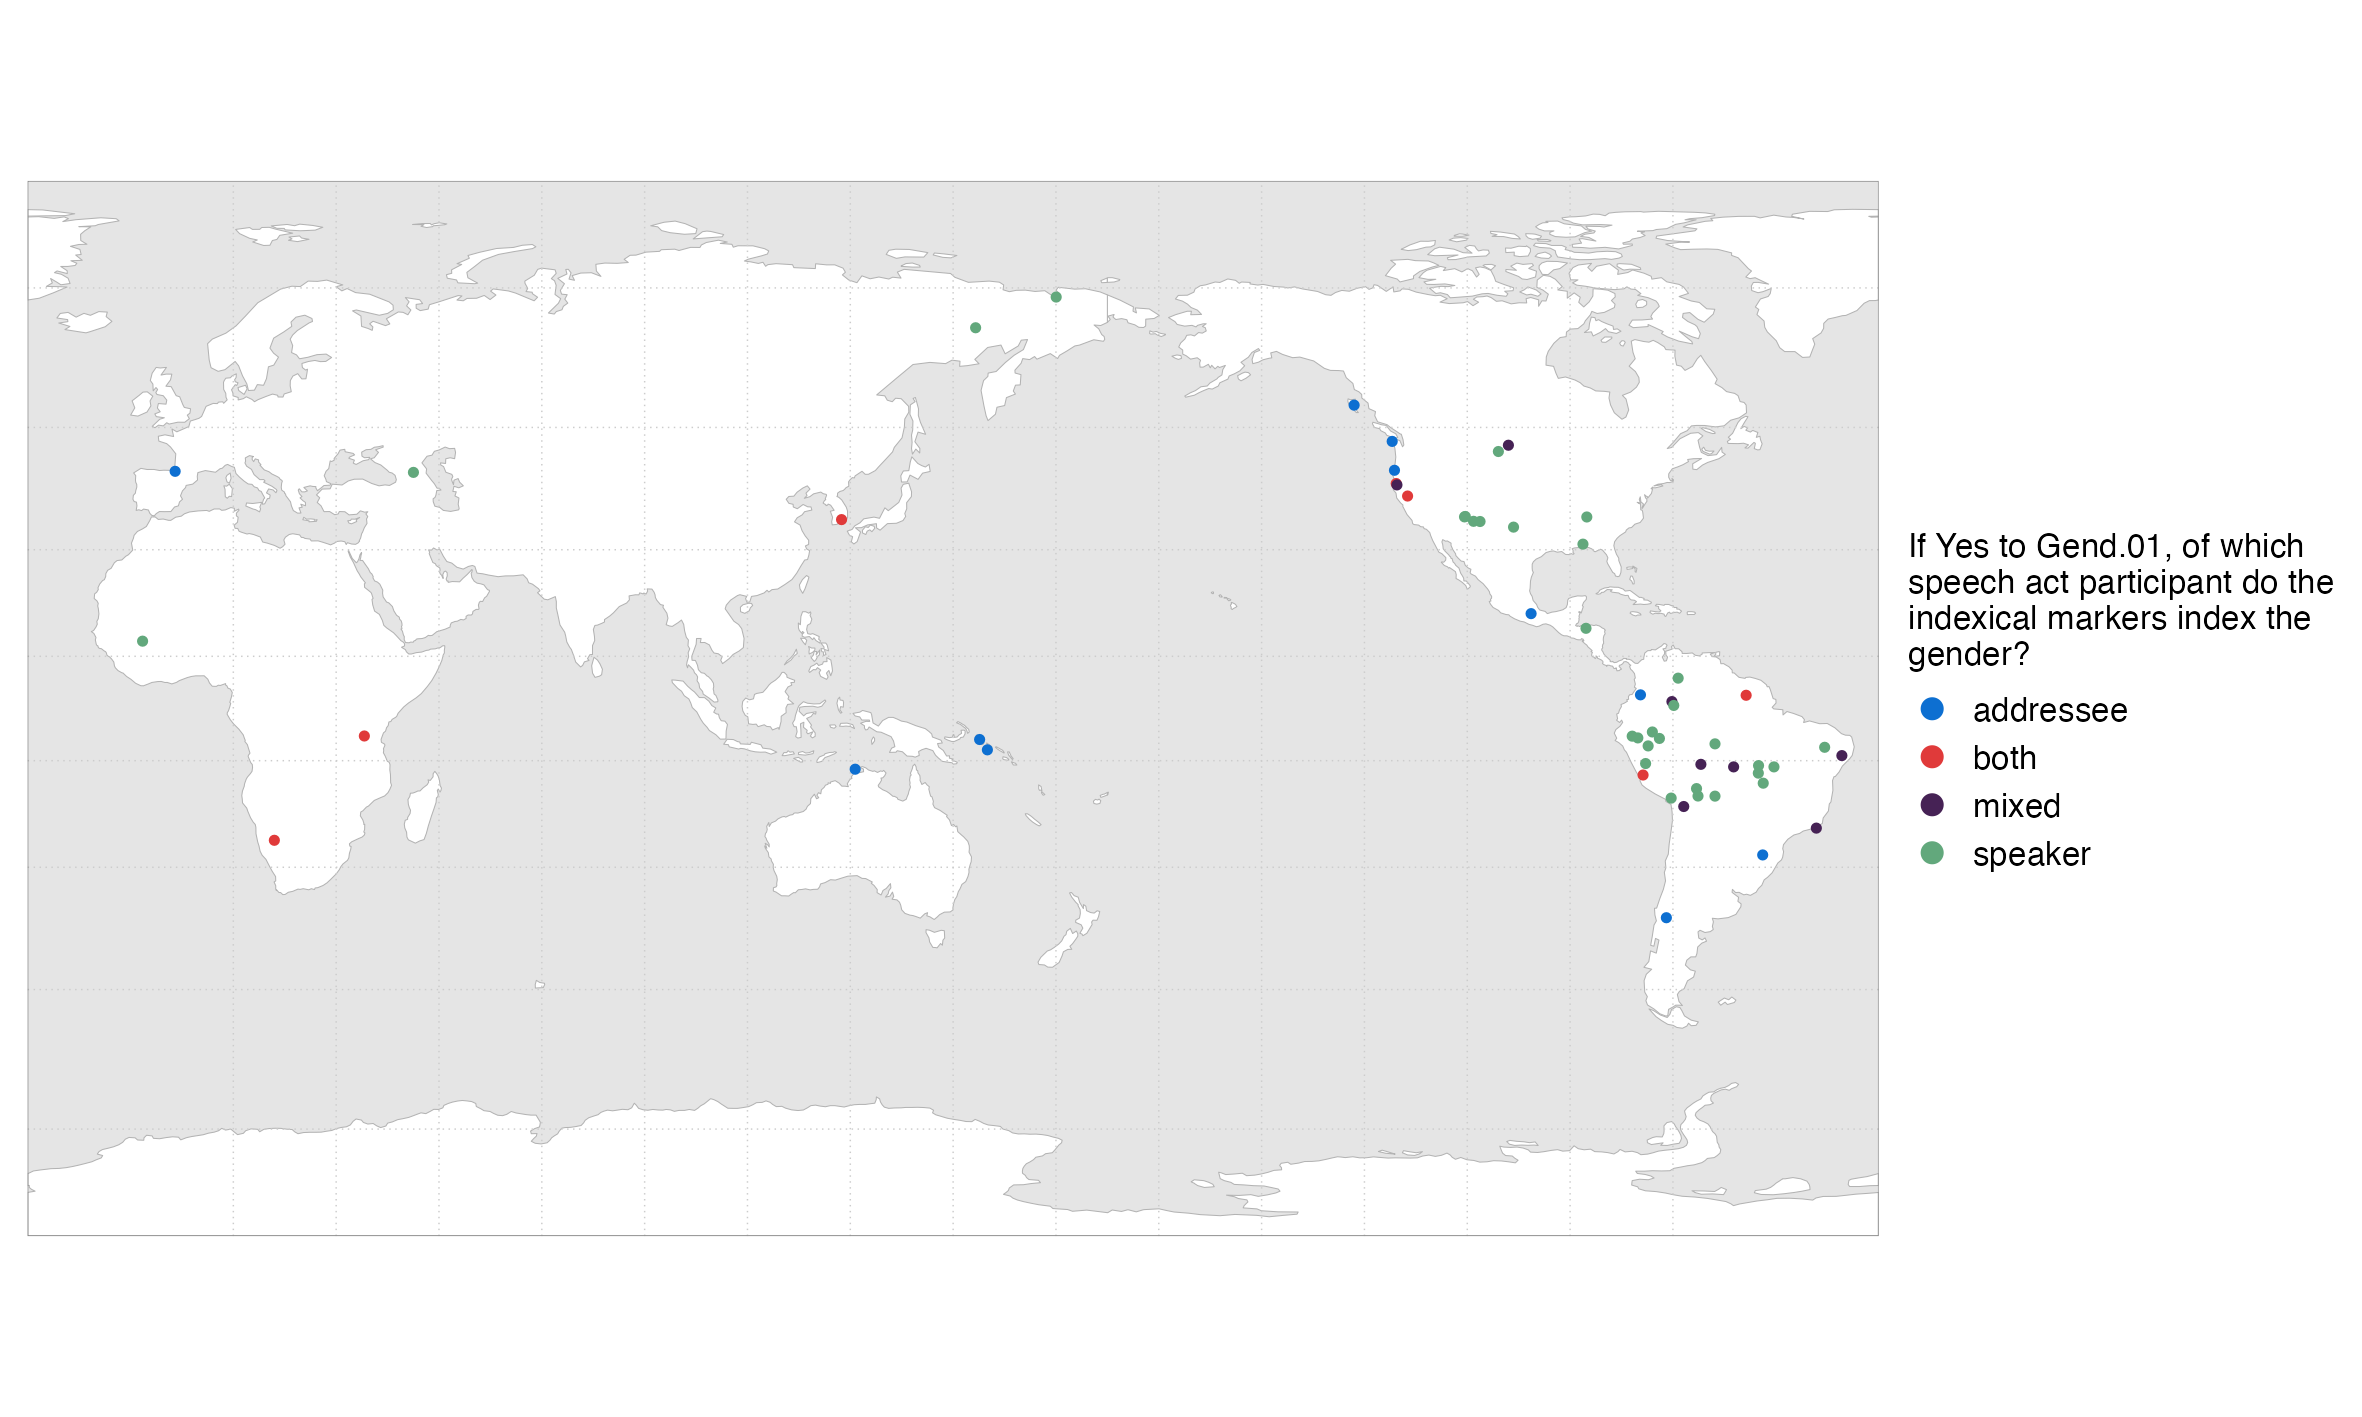 If Yes to Gend.01, of which
speech act participant do the
indexical markers index the
gender?
addressee
both
mixed
speaker